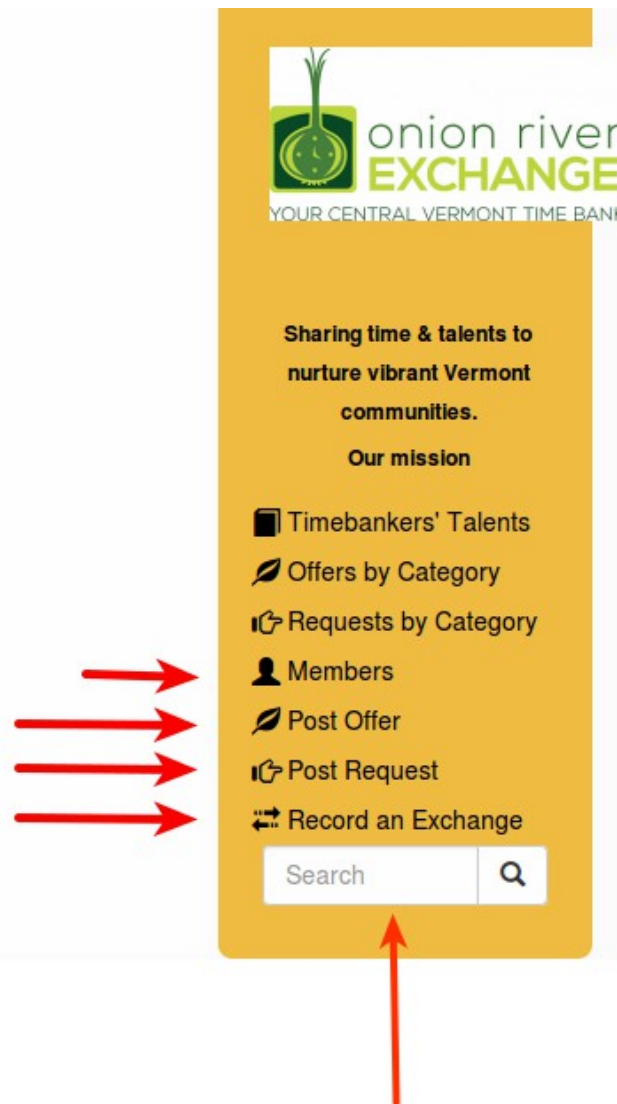 onion river
EXCHANGE
YOUR CENTRAL VERMONT TIME BANK
Sharing time & talents to
nurture vibrant Vermont
communities.
Our mission
Timebankers' Talents
Offers by Category
Requests by Category
Members
Post Offer
Post Request
Record an Exchange
Search